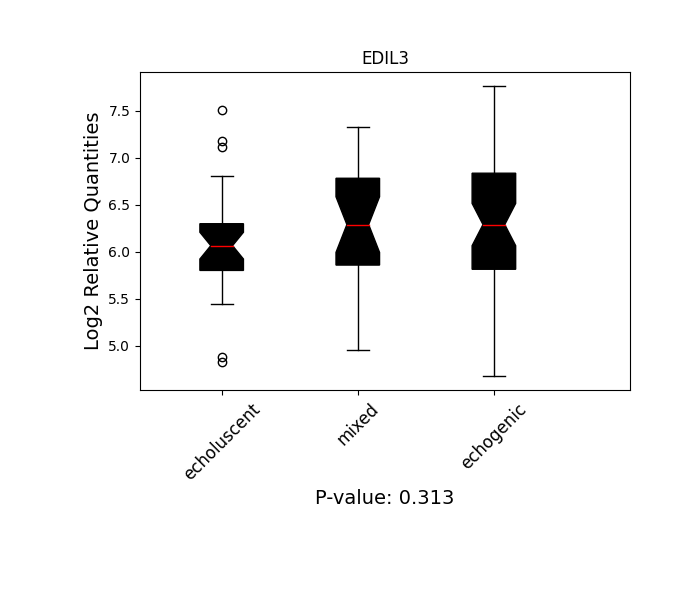 EDIL3
Log2 Relative Quantities
7.5
7.0
6.5
6.0
5.5
5.0
echoluscent
mixed
echogenic
P-value: 0.313